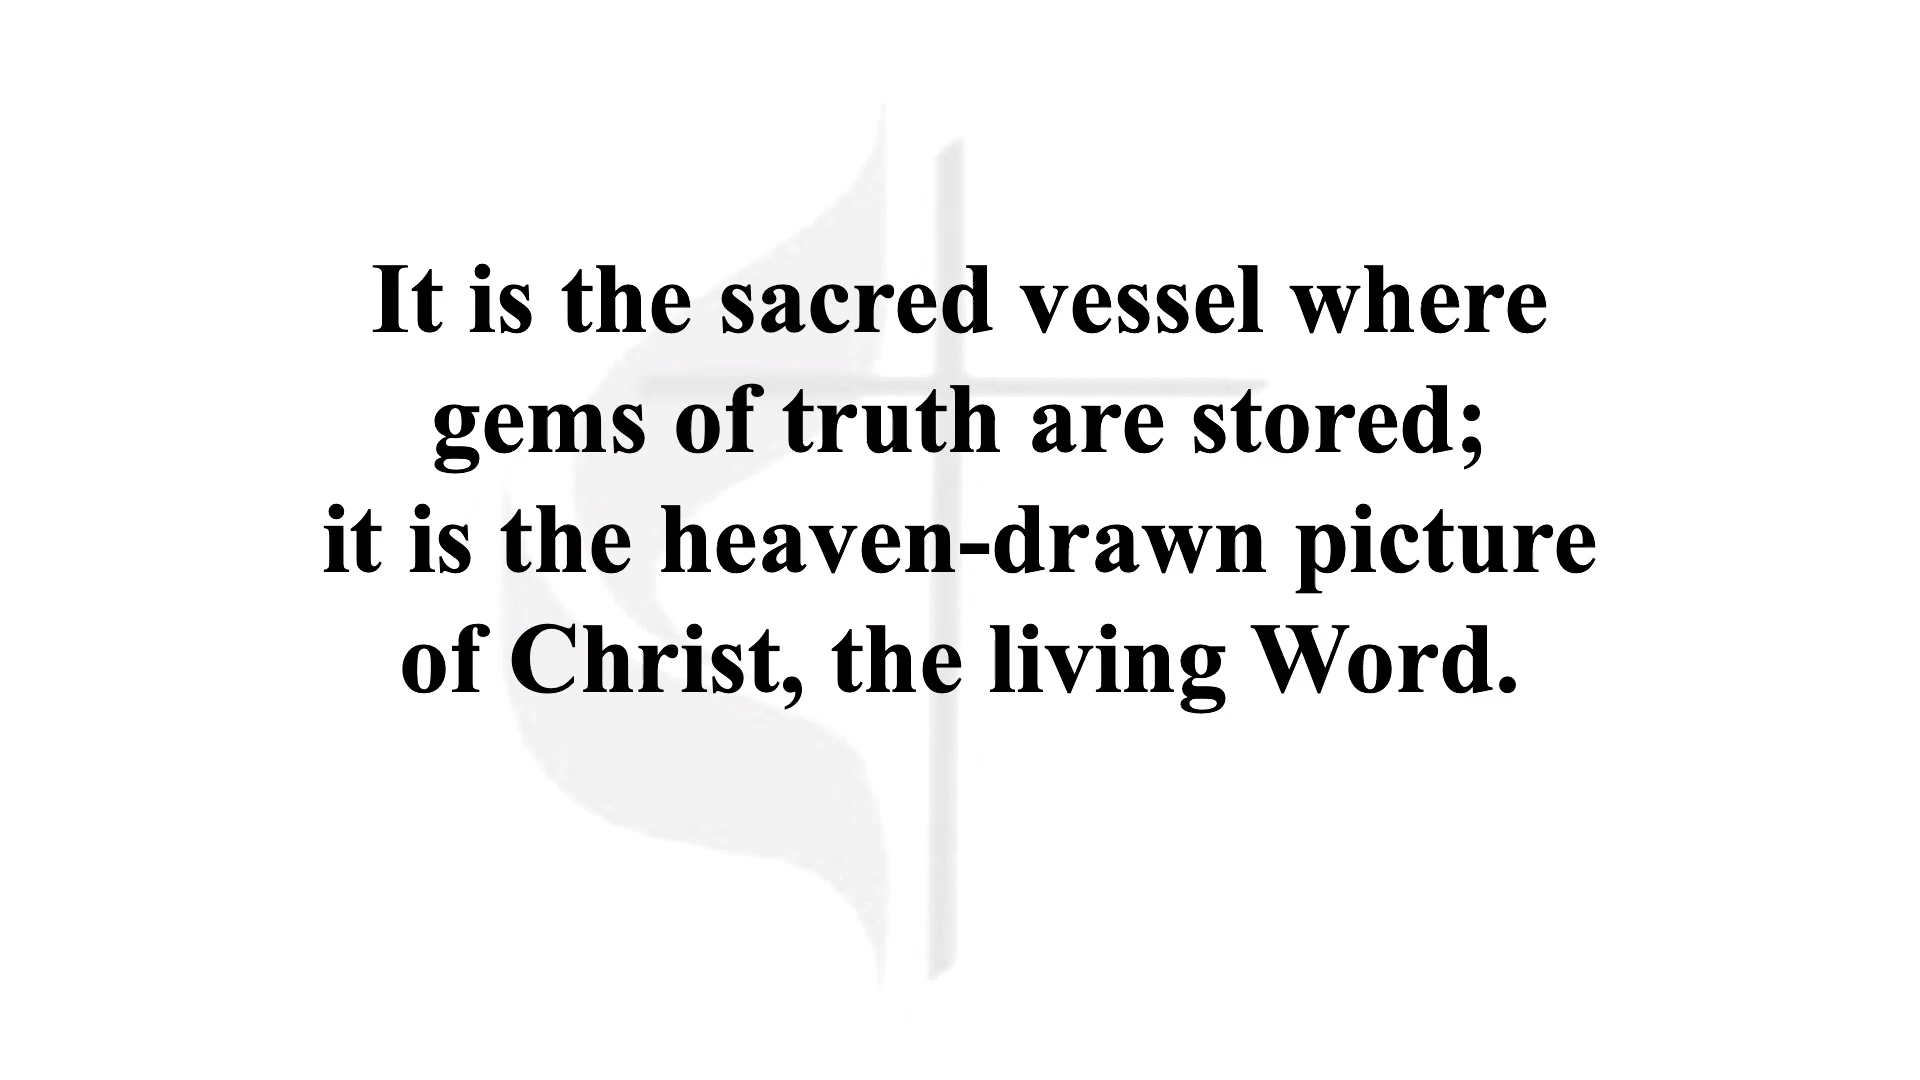 It is the sacred vessel where
gems of truth are stored;
it is the heaven-drawn picture
of Christ, the living Word.